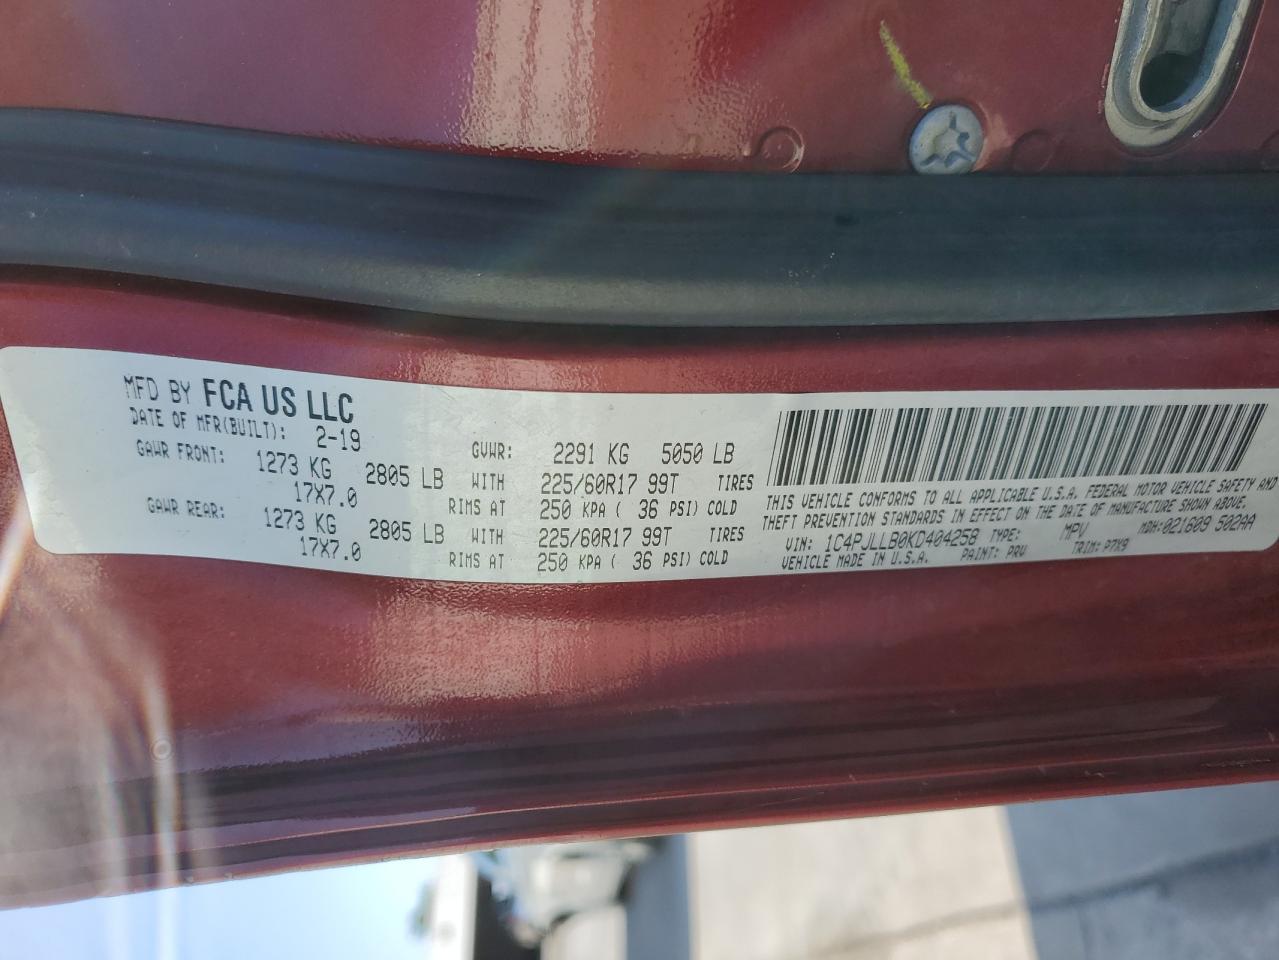 MFD BY FCA US LLC
DATE OF MFR(BUILT): 2-19
GVWR: 2291 KG 5050 LB
GAWR FRONT: 1273 KG 2805 LB WITH 225/60R17 99T TIRES
17X7.0 RIMS AT 250 KPA ( 36 PSI) COLD
GAWR REAR: 1273 KG 2805 LB WITH 225/60R17 99T TIRES
17X7.0 RIMS AT 250 KPA ( 36 PSI) COLD
THIS VEHICLE CONFORMS TO ALL APPLICABLE U.S.A. FEDERAL MOTOR VEHICLE SAFETY AND
THEFT PREVENTION STANDARDS IN EFFECT ON THE DATE OF MANUFACTURE SHOWN ABOVE.
VIN: 1C4PJLLB0KD404258 TYPE: MPV MDH:021609 502AA
VEHICLE MADE IN U.S.A. PAINT: PRV TRIM: P7X9